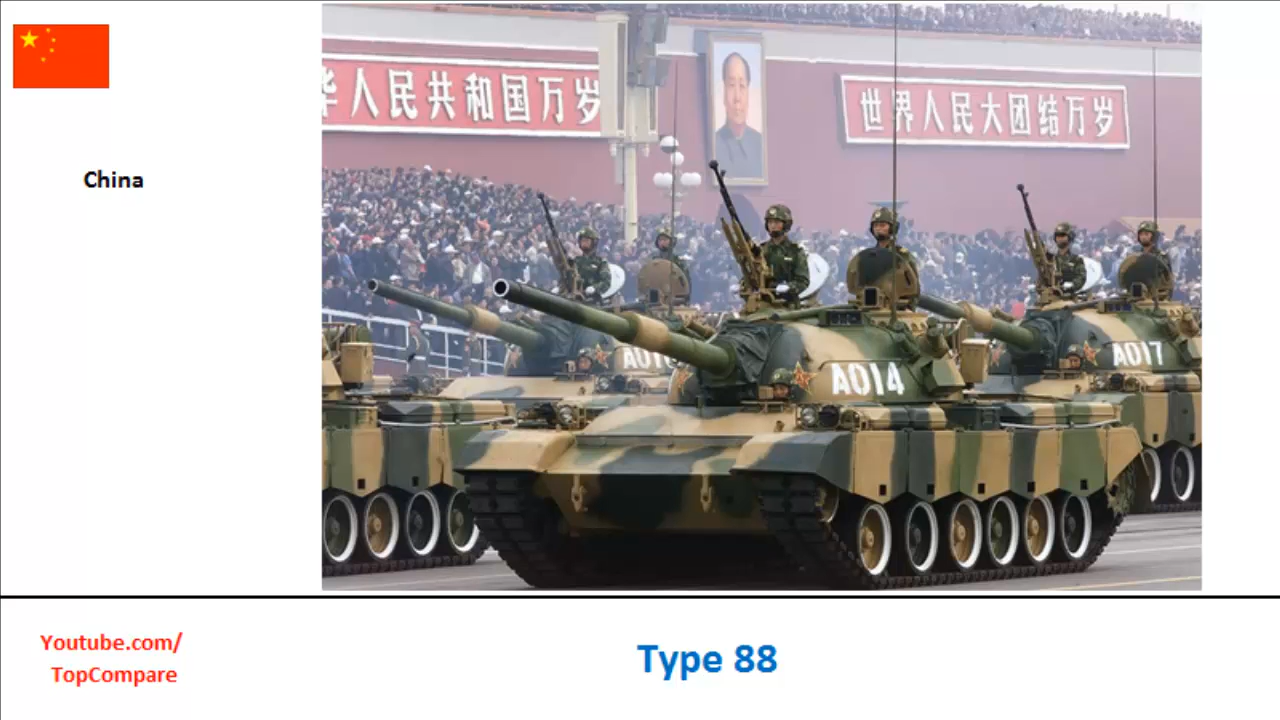 华人民共和国万岁
世界人民大团结万岁
China
A014
A017
Youtube.com/
TopCompare
Type 88